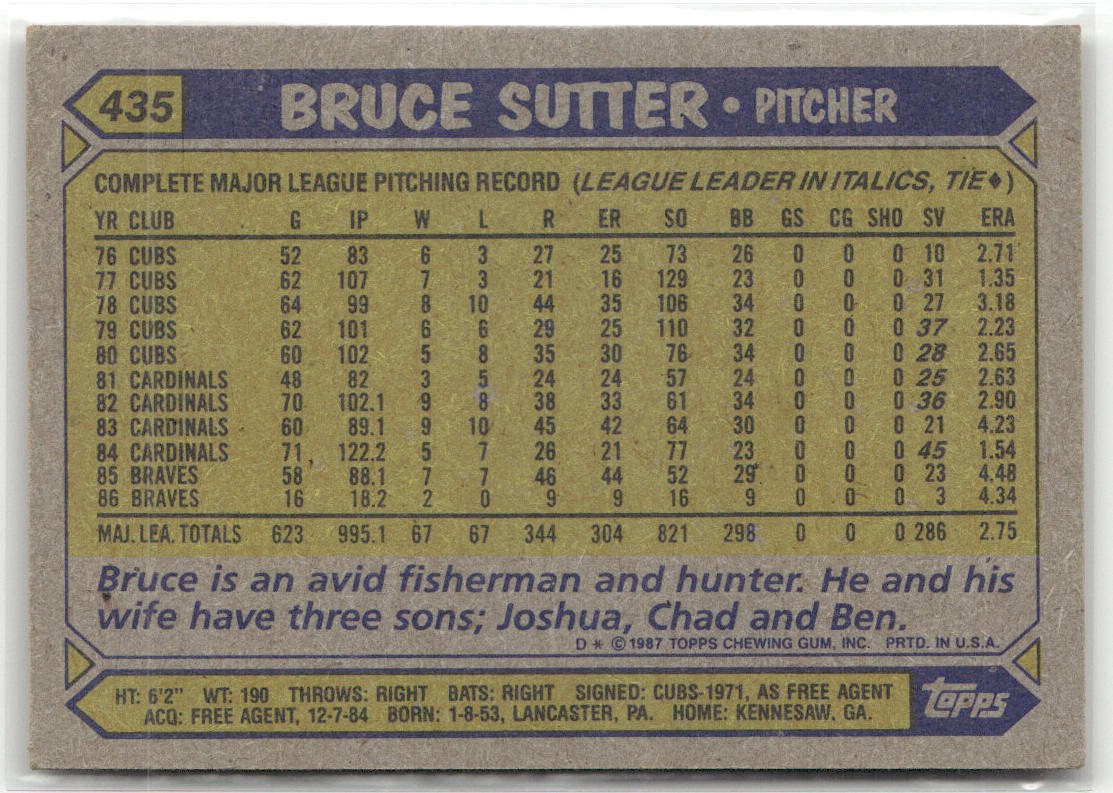 435 BRUCE SUTTER • PITCHER
COMPLETE MAJOR LEAGUE PITCHING RECORD (LEAGUE LEADER IN ITALICS, TIE♦)
YR CLUB G IP W L R ER SO BB GS CG SHO SV ERA
76 CUBS 52 83 6 3 27 25 73 26 0 0 0 10 2.71
77 CUBS 62 107 7 3 21 16 129 23 0 0 0 31 1.35
78 CUBS 64 99 8 10 44 35 106 34 0 0 0 27 3.18
79 CUBS 62 101 6 6 29 25 110 32 0 0 0 37 2.23
80 CUBS 60 102 5 8 35 30 76 34 0 0 0 28 2.65
81 CARDINALS 48 82 3 5 24 24 57 24 0 0 0 25 2.63
82 CARDINALS 70 102.1 9 8 38 33 61 34 0 0 0 36 2.90
83 CARDINALS 60 89.1 9 10 45 42 64 30 0 0 0 21 4.23
84 CARDINALS 71 122.2 5 7 26 21 77 23 0 0 0 45 1.54
85 BRAVES 58 88.1 7 7 46 44 52 29 0 0 0 23 4.48
86 BRAVES 16 18.2 2 0 9 9 16 9 0 0 0 3 4.34
MAJ. LEA. TOTALS 623 995.1 67 67 344 304 821 298 0 0 0 286 2.75
Bruce is an avid fisherman and hunter. He and his
wife have three sons; Joshua, Chad and Ben.
D * © 1987 TOPPS CHEWING GUM, INC. PRTD. IN U.S.A.
HT: 6'2" WT: 190 THROWS: RIGHT BATS: RIGHT SIGNED: CUBS-1971, AS FREE AGENT
ACQ: FREE AGENT, 12-7-84 BORN: 1-8-53, LANCASTER, PA. HOME: KENNESAW, GA.
topps